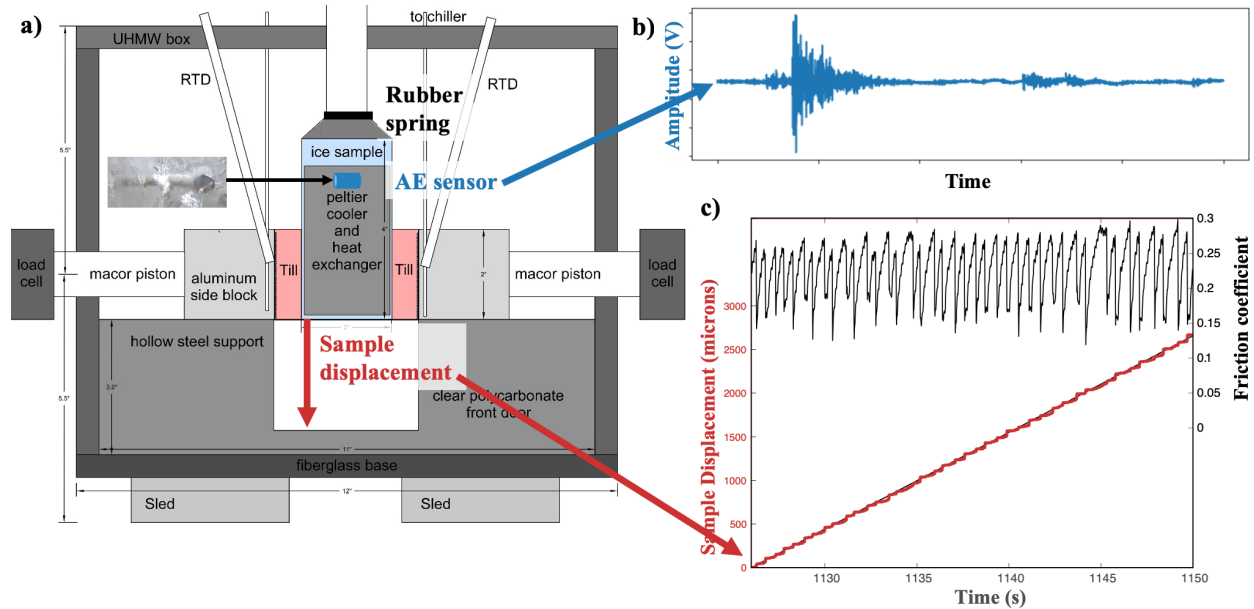 a)
to chiller
UHMW box
RTD
RTD
Rubber
spring
5.5"
ice sample
AE sensor
peltier
cooler
and
heat
exchanger
4"
load
cell
macor piston
aluminum
side block
Till
Till
2'
macor piston
load
cell
hollow steel support
Sample
displacement
3.0"
5.5"
clear polycarbonate
front door
11"
fiberglass base
12"
Sled
Sled
b)
Amplitude (V)
Time
c)
Sample Displacement (microns)
3000
2500
2000
1500
1000
500
0
0.3
0.25
0.2
0.15
0.1
0.05
0
Friction coefficient
1130
1135
1140
1145
1150
Time (s)